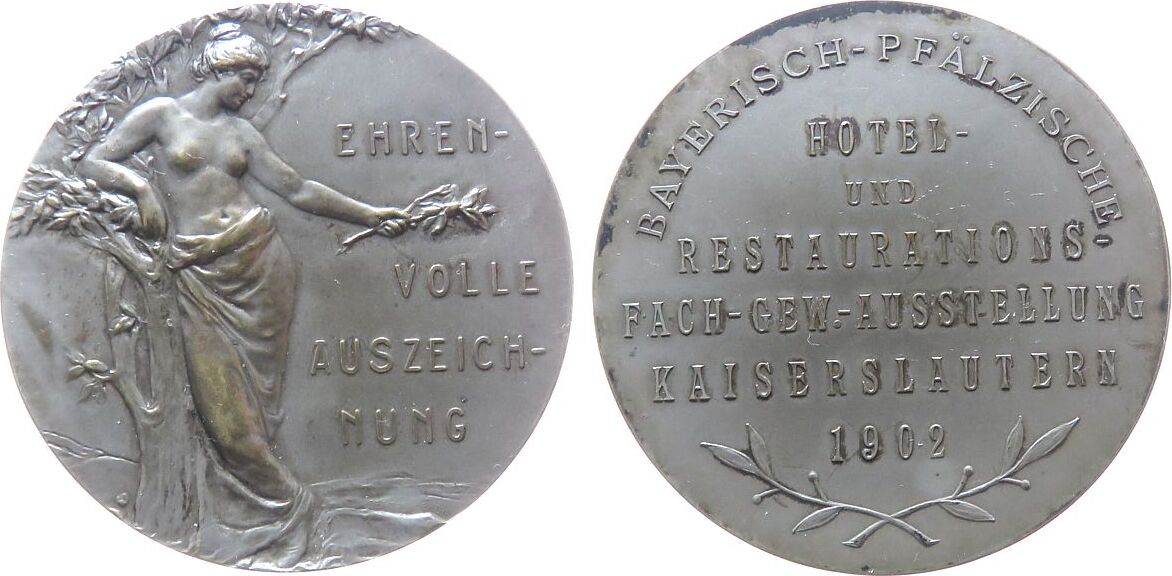 EHREN-
VOLLE
AUSZEICH-
NUNG
BAYERISCH-PFÄLZISCHE
HOTEL-
UND
RESTAURATIONS-
FACH-GEW.-AUSSTELLUNG
KAISERSLAUTERN
1902